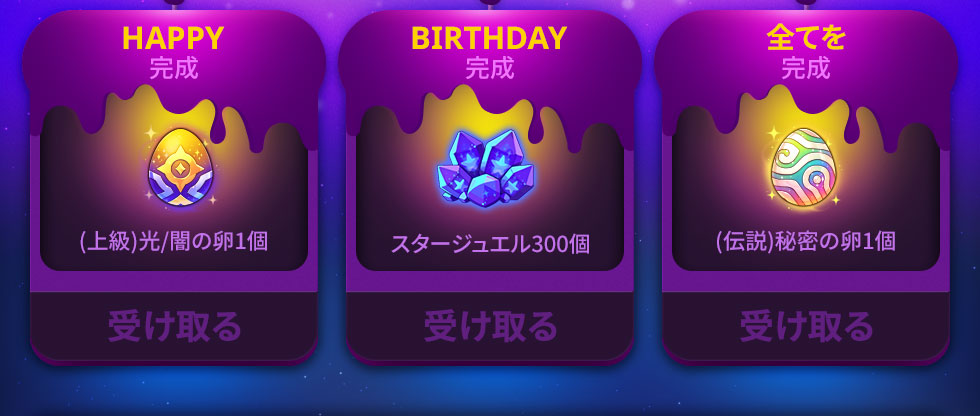 HAPPY
完成
(上級)光/闇の卵1個
受け取る
BIRTHDAY
完成
スタージュエル300個
受け取る
全てを
完成
(伝説)秘密の卵1個
受け取る